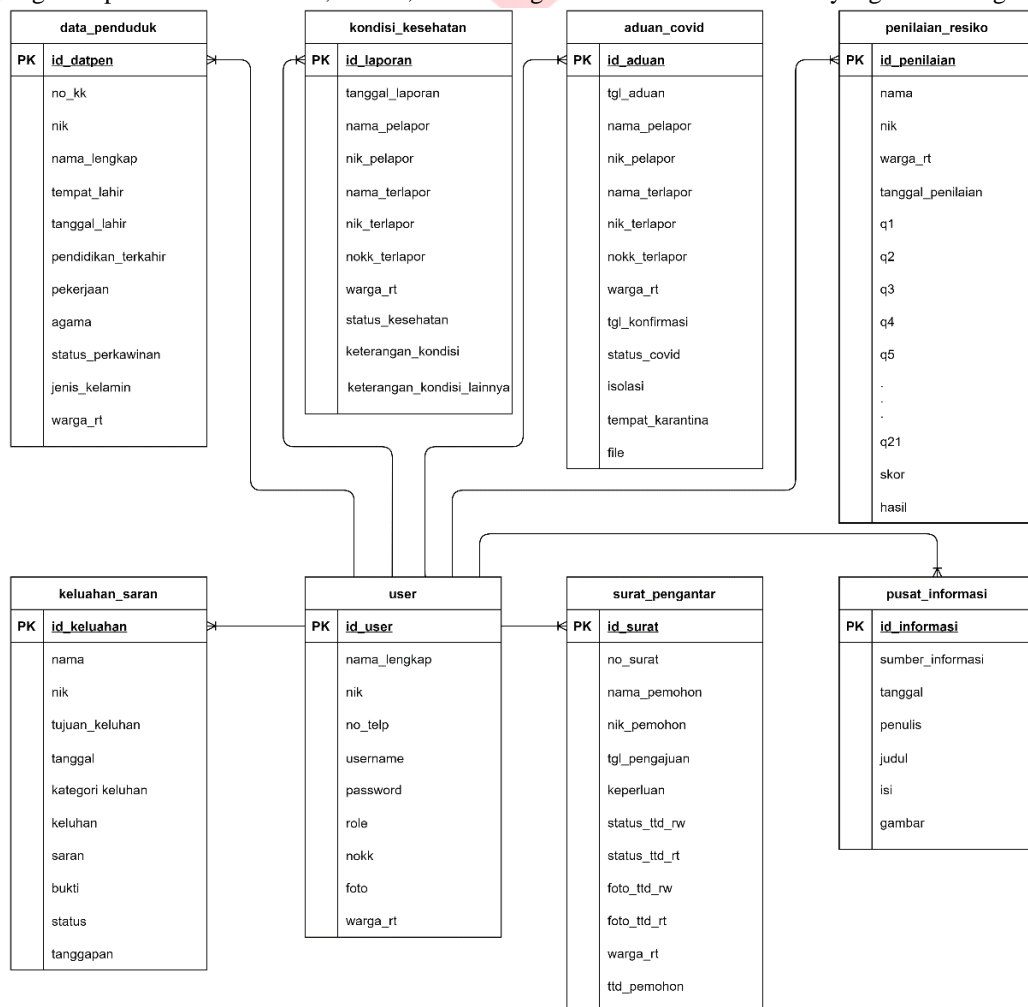 data_penduduk
PK id_datpen
no_kk
nik
nama_lengkap
tempat_lahir
tanggal_lahir
pendidikan_terkahir
pekerjaan
agama
status_perkawinan
jenis_kelamin
warga_rt
kondisi_kesehatan
PK id_laporan
tanggal_laporan
nama_pelapor
nik_pelapor
nama_terlapor
nik_terlapor
nokk_terlapor
warga_rt
status_kesehatan
keterangan_kondisi
keterangan_kondisi_lainnya
aduan_covid
PK id_aduan
tgl_aduan
nama_pelapor
nik_pelapor
nama_terlapor
nik_terlapor
nokk_terlapor
warga_rt
tgl_konfirmasi
status_covid
isolasi
tempat_karantina
file
penilaian_resiko
PK id_penilaian
nama
nik
warga_rt
tanggal_penilaian
q1
q2
q3
q4
q5
.
.
.
q21
skor
hasil
keluahan_saran
PK id_keluahan
nama
nik
tujuan_keluhan
tanggal
kategori keluhan
keluhan
saran
bukti
status
tanggapan
user
PK id_user
nama_lengkap
nik
no_telp
username
password
role
nokk
foto
warga_rt
surat_pengantar
PK id_surat
no_surat
nama_pemohon
nik_pemohon
tgl_pengajuan
keperluan
status_ttd_rw
status_ttd_rt
foto_ttd_rw
foto_ttd_rt
warga_rt
ttd_pemohon
pusat_informasi
PK id_informasi
sumber_informasi
tanggal
penulis
judul
isi
gambar